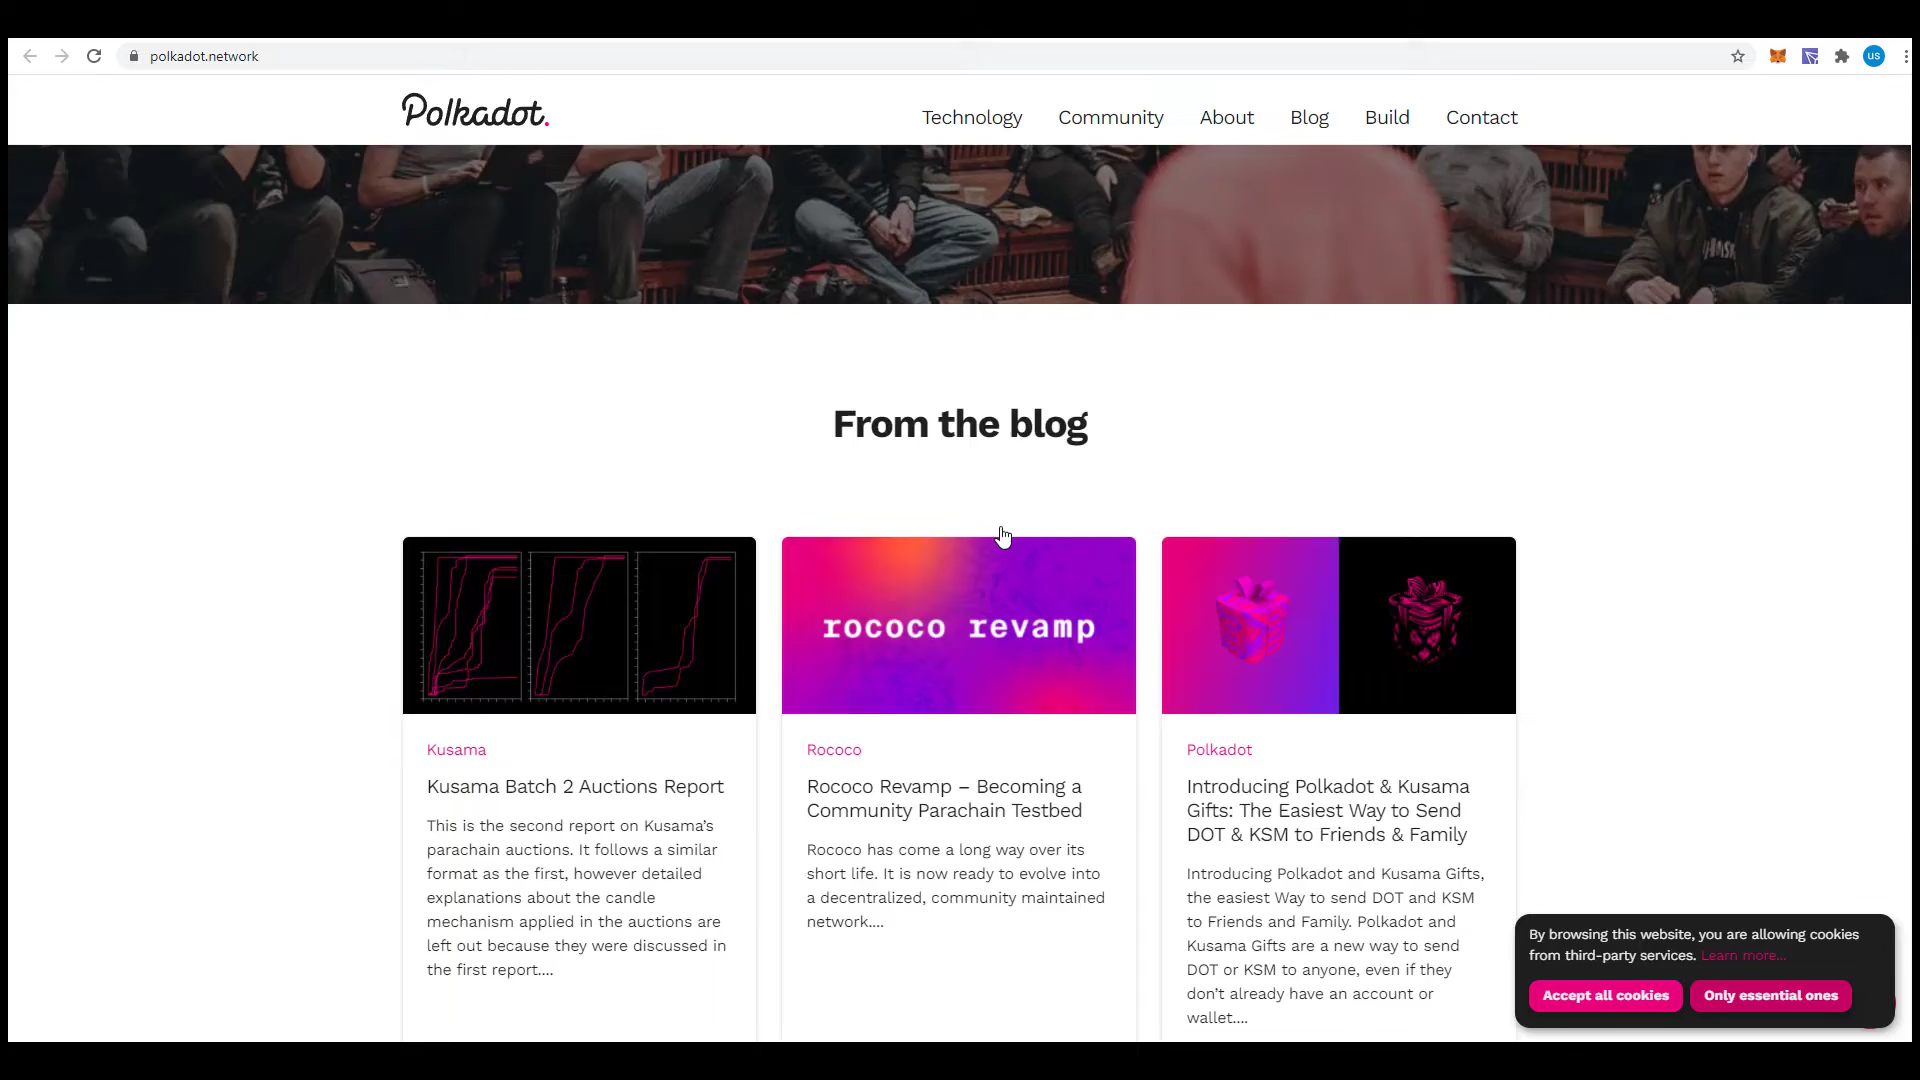 polkadot.network
us
Polkadot.
Technology
Community
About
Blog
Build
Contact
From the blog
rococo revamp
Kusama
Kusama Batch 2 Auctions Report
This is the second report on Kusama’s
parachain auctions. It follows a similar
format as the first, however detailed
explanations about the candle
mechanism applied in the auctions are
left out because they were discussed in
the first report....
Rococo
Rococo Revamp – Becoming a
Community Parachain Testbed
Rococo has come a long way over its
short life. It is now ready to evolve into
a decentralized, community maintained
network....
Polkadot
Introducing Polkadot & Kusama
Gifts: The Easiest Way to Send
DOT & KSM to Friends & Family
Introducing Polkadot and Kusama Gifts,
the easiest Way to send DOT and KSM
to Friends and Family. Polkadot and
Kusama Gifts are a new way to send
DOT or KSM to anyone, even if they
don’t already have an account or
wallet....
By browsing this website, you are allowing cookies
from third-party services. Learn more...
Accept all cookies
Only essential ones